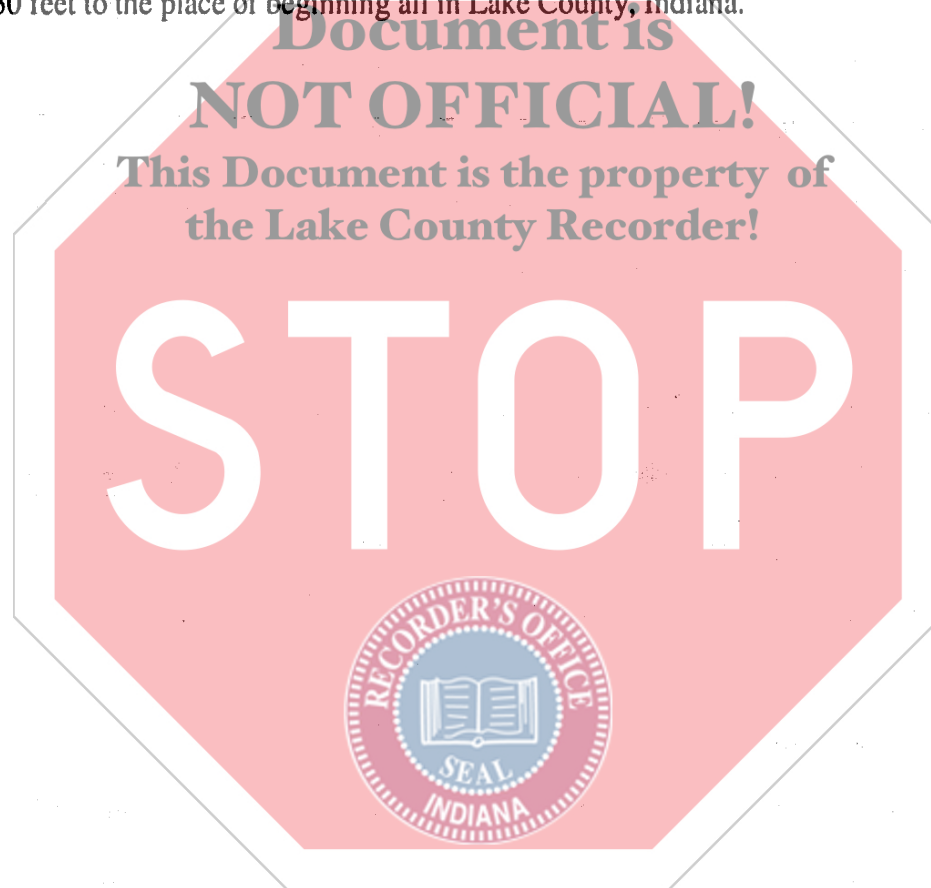 feet to the place of beginning all in Lake County, Indiana.
Document is
NOT OFFICIAL!
This Document is the property of
the Lake County Recorder!
STOP
RECORDER'S OFFICE
SEAL
INDIANA